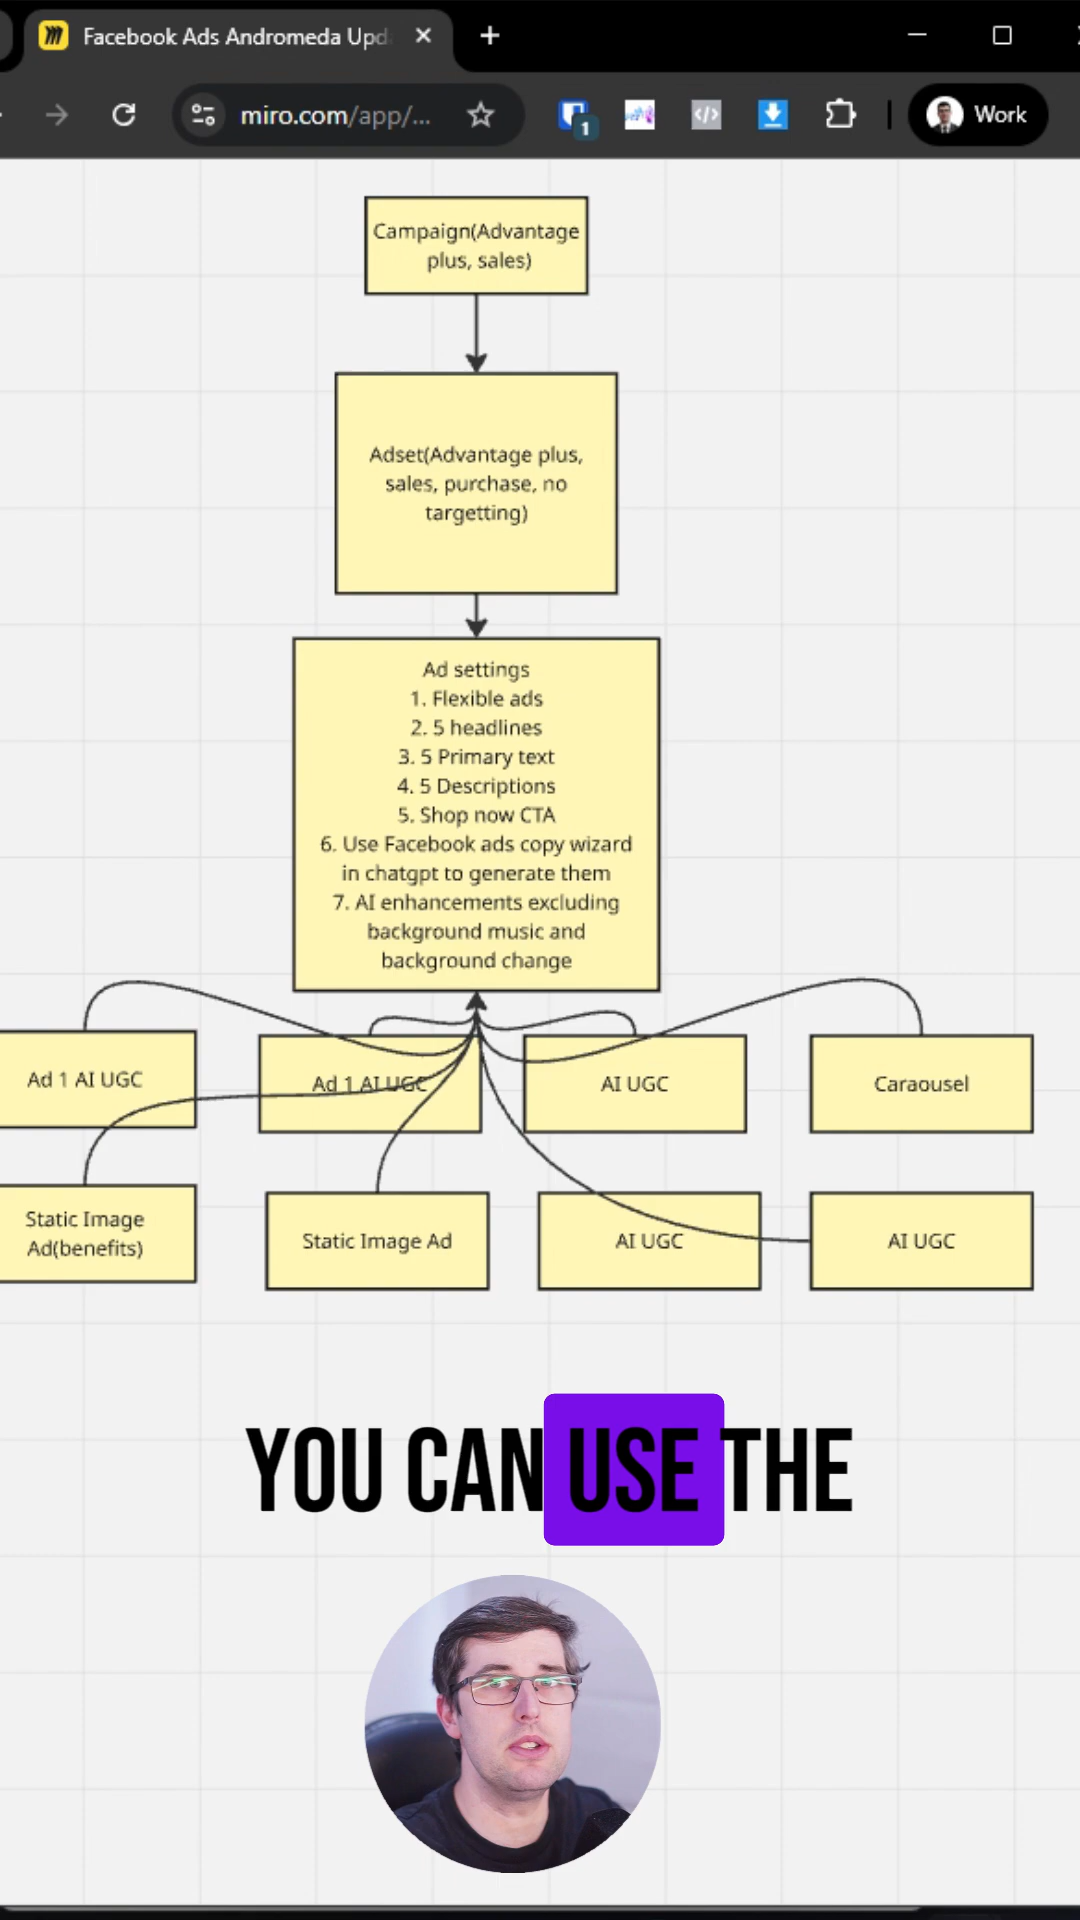 Facebook Ads Andromeda Upd
miro.com/app/...
1
Work
Campaign(Advantage
plus, sales)
Adset(Advantage plus,
sales, purchase, no
targetting)
Ad settings
1. Flexible ads
2. 5 headlines
3. 5 Primary text
4. 5 Descriptions
5. Shop now CTA
6. Use Facebook ads copy wizard
in chatgpt to generate them
7. AI enhancements excluding
background music and
background change
Ad 1 AI UGC
Ad 1 AI UGC
AI UGC
Caraousel
Static Image
Ad(benefits)
Static Image Ad
AI UGC
AI UGC
YOU CAN USE THE